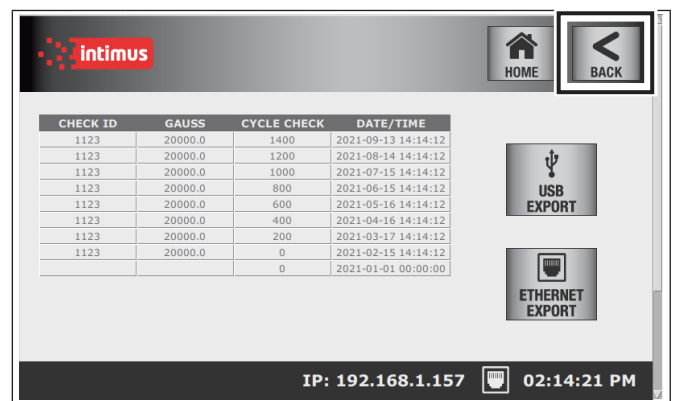 intimus
HOME
BACK
CHECK ID GAUSS CYCLE CHECK DATE/TIME
1123 20000.0 1400 2021-09-13 14:14:12
1123 20000.0 1200 2021-08-14 14:14:12
1123 20000.0 1000 2021-07-15 14:14:12
1123 20000.0 800 2021-06-15 14:14:12
1123 20000.0 600 2021-05-16 14:14:12
1123 20000.0 400 2021-04-16 14:14:12
1123 20000.0 200 2021-03-17 14:14:12
1123 20000.0 0 2021-02-15 14:14:12
0 2021-01-01 00:00:00
USB
EXPORT
ETHERNET
EXPORT
IP: 192.168.1.157 02:14:21 PM